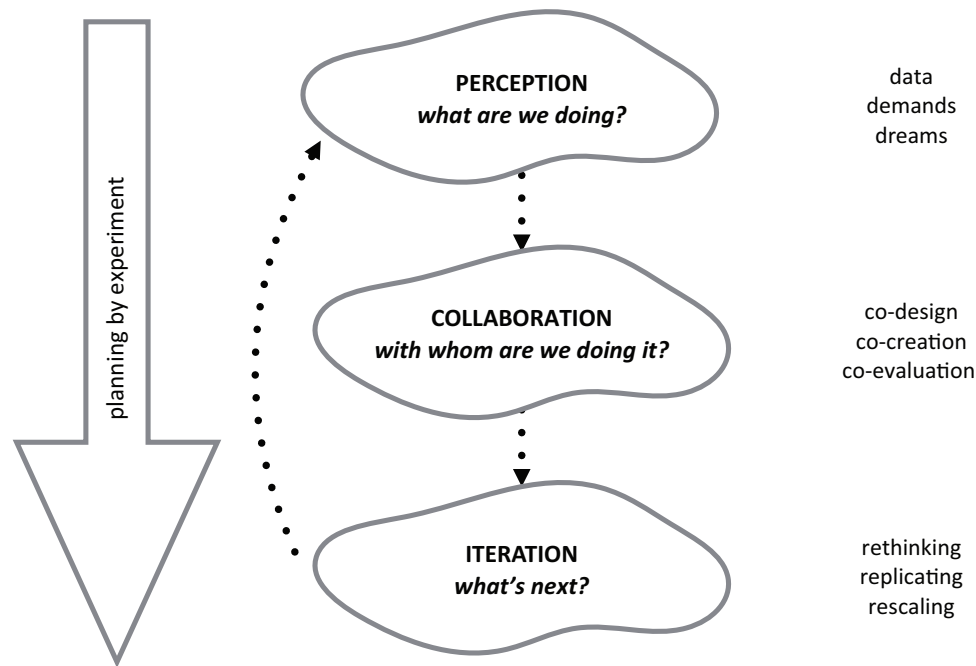 planning by experiment
PERCEPTION
what are we doing?
data
demands
dreams
COLLABORATION
with whom are we doing it?
co-design
co-creation
co-evaluation
ITERATION
what's next?
rethinking
replicating
rescaling